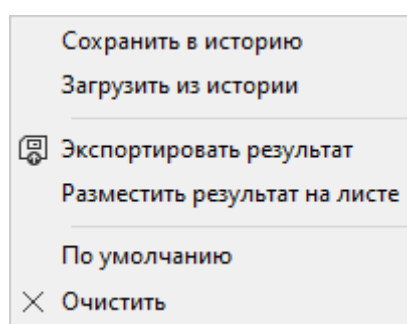 Сохранить в историю
Загрузить из истории
Экспортировать результат
Разместить результат на листе
По умолчанию
Очистить